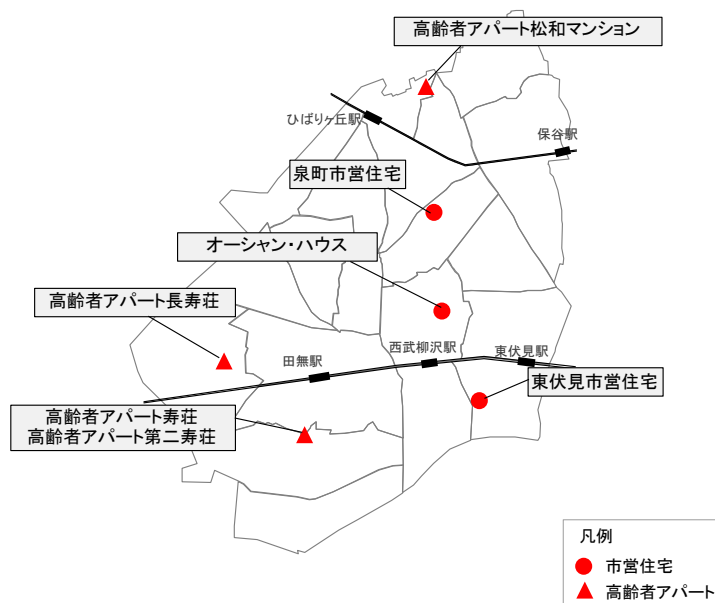 高齢者アパート松和マンション
ひばりヶ丘駅
保谷駅
泉町市営住宅
オーシャン・ハウス
高齢者アパート長寿荘
田無駅
西武柳沢駅
東伏見駅
東伏見市営住宅
高齢者アパート寿荘
高齢者アパート第二寿荘
凡例
市営住宅
高齢者アパート